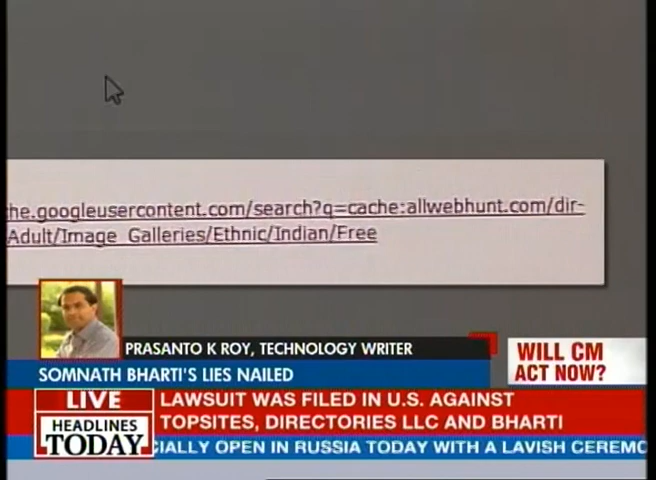 he.googleusercontent.com/search?q=cache:allwebhunt.com/dir-
Adult/Image_Galleries/Ethnic/Indian/Free
PRASANTO K ROY, TECHNOLOGY WRITER
SOMNATH BHARTI'S LIES NAILED
WILL CM
ACT NOW?
LIVE
HEADLINES
TODAY
LAWSUIT WAS FILED IN U.S. AGAINST
TOPSITES, DIRECTORIES LLC AND BHARTI
CIALLY OPEN IN RUSSIA TODAY WITH A LAVISH CEREMO